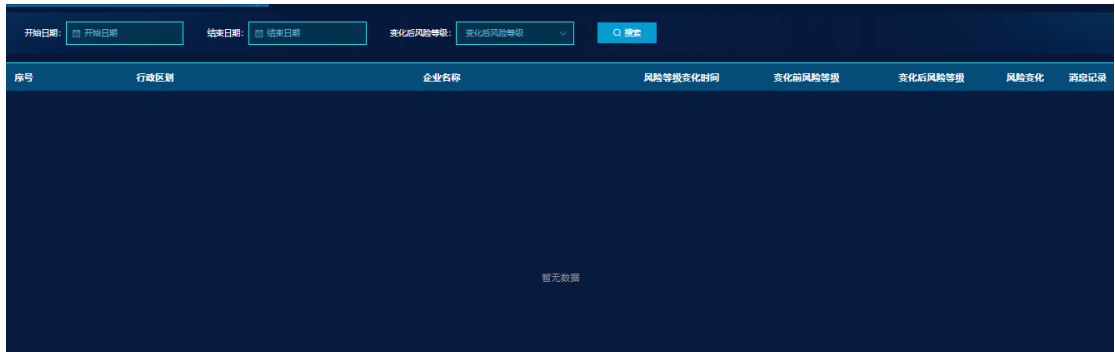 开始日期: 开始日期 结束日期: 结束日期 变化后风险等级: 变化后风险等级 搜索
序号 行政区划 企业名称 风险等级变化时间 变化前风险等级 变化后风险等级 风险变化 消息记录
暂无数据